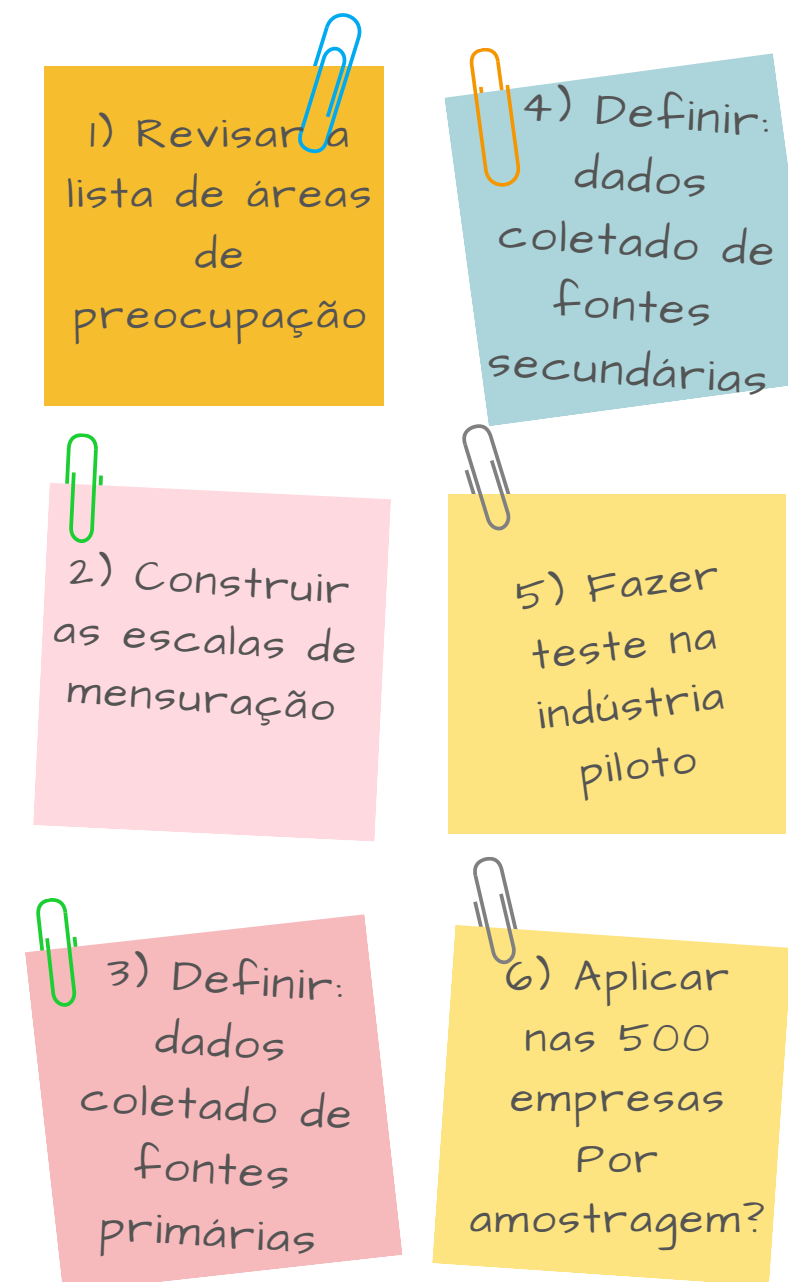 1) Revisar a
lista de áreas
de
preocupação
2) Construir
as escalas de
mensuração
3) Definir:
dados
coletado de
fontes
primárias
4) Definir:
dados
coletado de
fontes
secundárias
5) Fazer
teste na
indústria
piloto
6) Aplicar
nas 500
empresas
Por
amostragem?